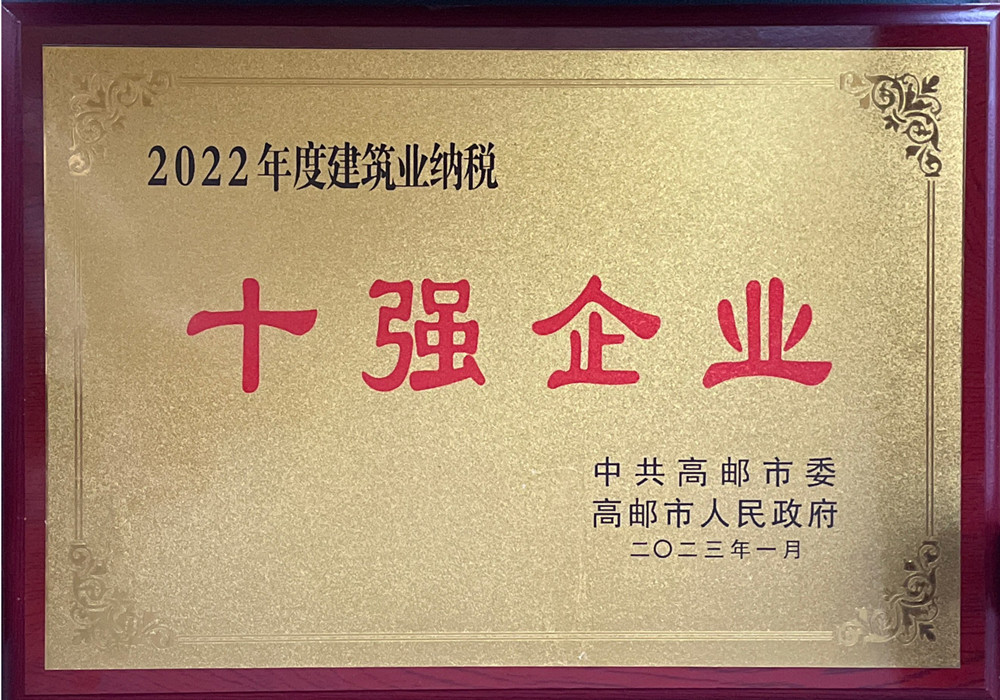 2022年度建筑业纳税
十强企业
中共高邮市委
高邮市人民政府
二〇二三年一月